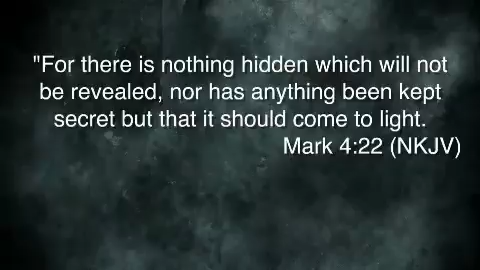 "For there is nothing hidden which will not
be revealed, nor has anything been kept
secret but that it should come to light.
Mark 4:22 (NKJV)